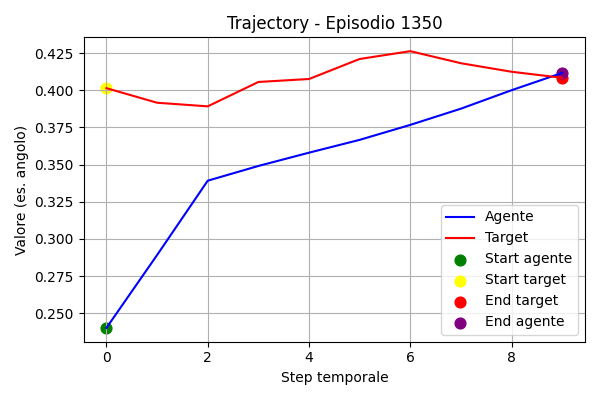 Trajectory - Episodio 1350
Valore (es. angolo)
0.425
0.400
0.375
0.350
0.325
0.300
0.275
0.250
0 2 4 6 8
Step temporale
Agente
Target
Start agente
Start target
End target
End agente